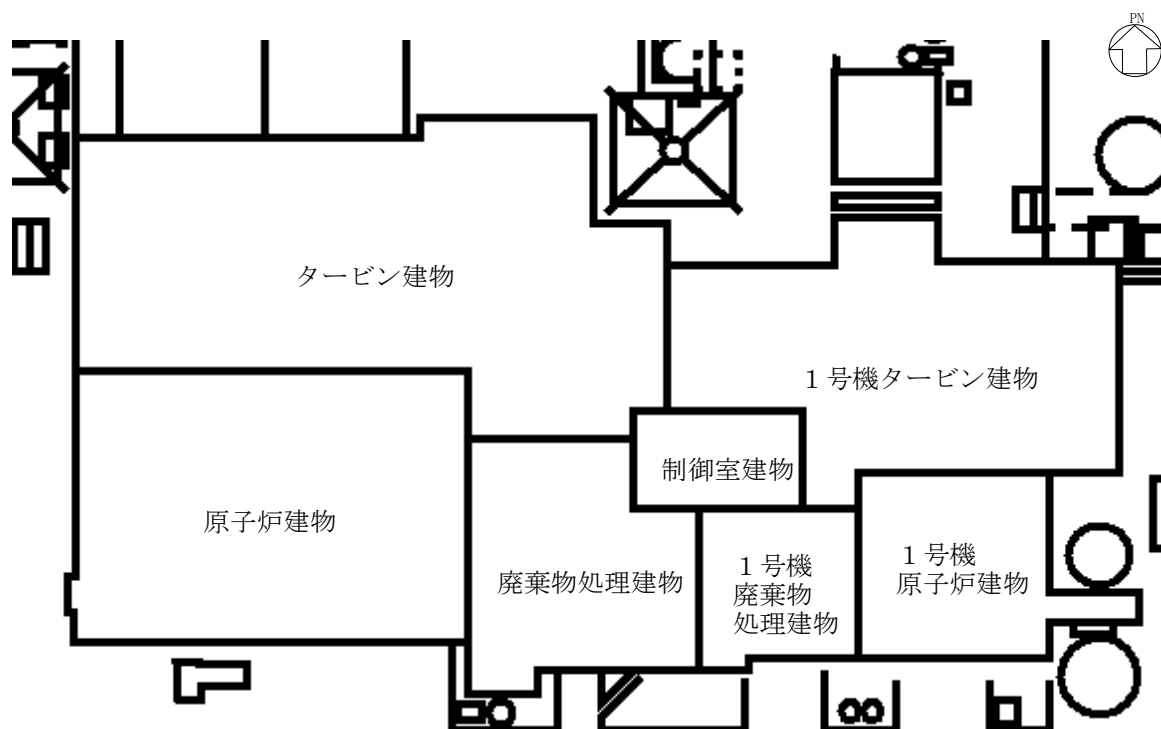 PN
タービン建物
１号機タービン建物
制御室建物
原子炉建物
廃棄物処理建物
１号機
廃棄物
処理建物
１号機
原子炉建物